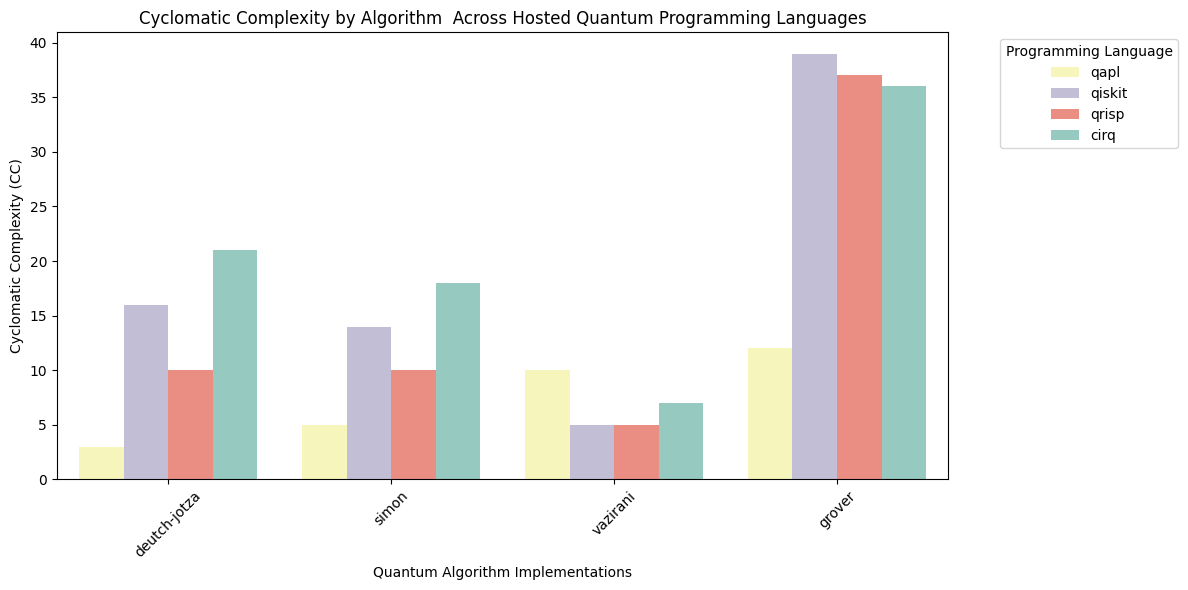 Cyclomatic Complexity by Algorithm  Across Hosted Quantum Programming Languages
Cyclomatic Complexity (CC)
40
35
30
25
20
15
10
5
0
deutch-jotza
simon
vazirani
grover
Quantum Algorithm Implementations
Programming Language
qapl
qiskit
qrisp
cirq